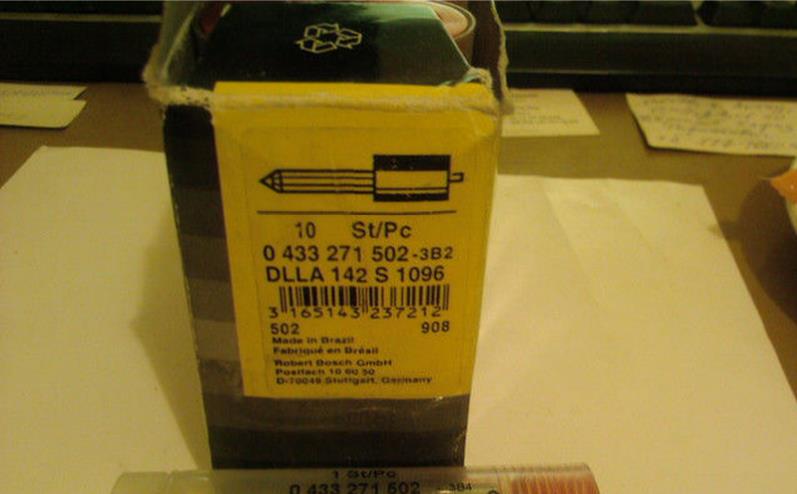 10 St/Pc
0 433 271 502 -3B2
DLLA 142 S 1096
3 165143 237212
502 908
Made in Brazil
Fabriqué en Brésil
Robert Bosch GmbH
Postfach 10 60 50
D-70049 Stuttgart, Germany
1 St/Pc
0 433 271 502 - 3B4